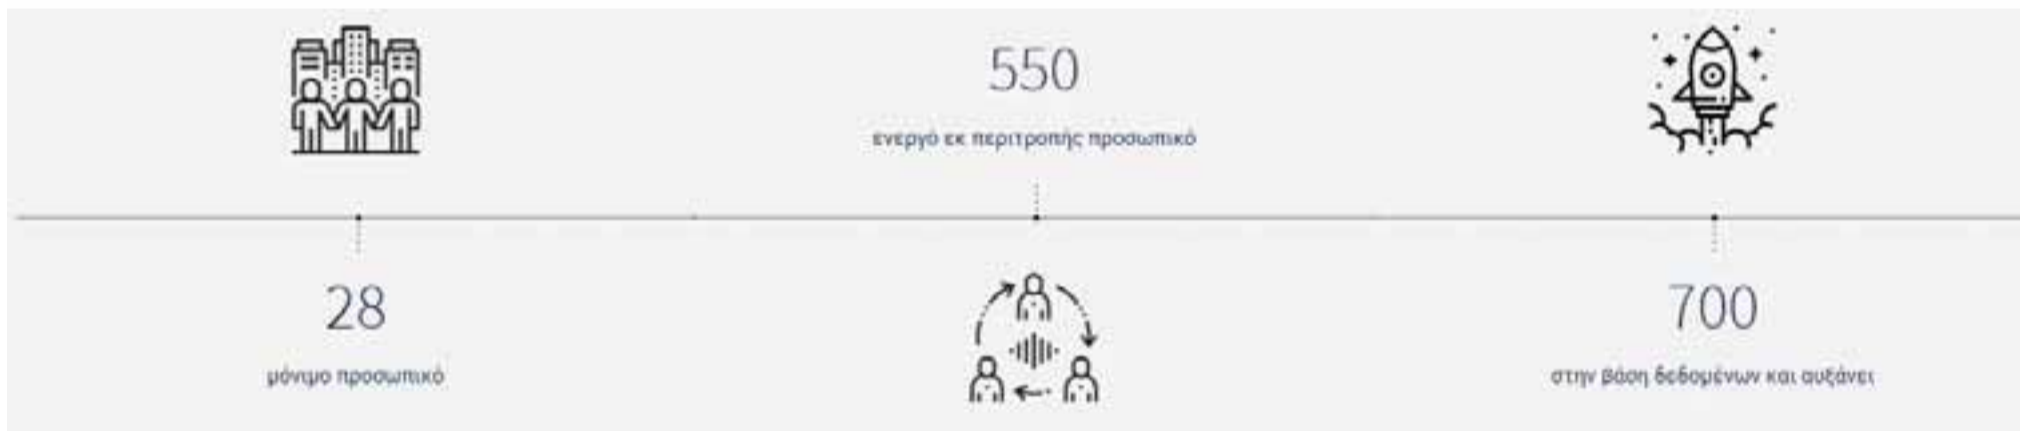 550
ενεργό εκ περιτροπής προσωπικό
28
μόνιμο προσωπικό
700
στην βάση δεδομένων και αυξάνει